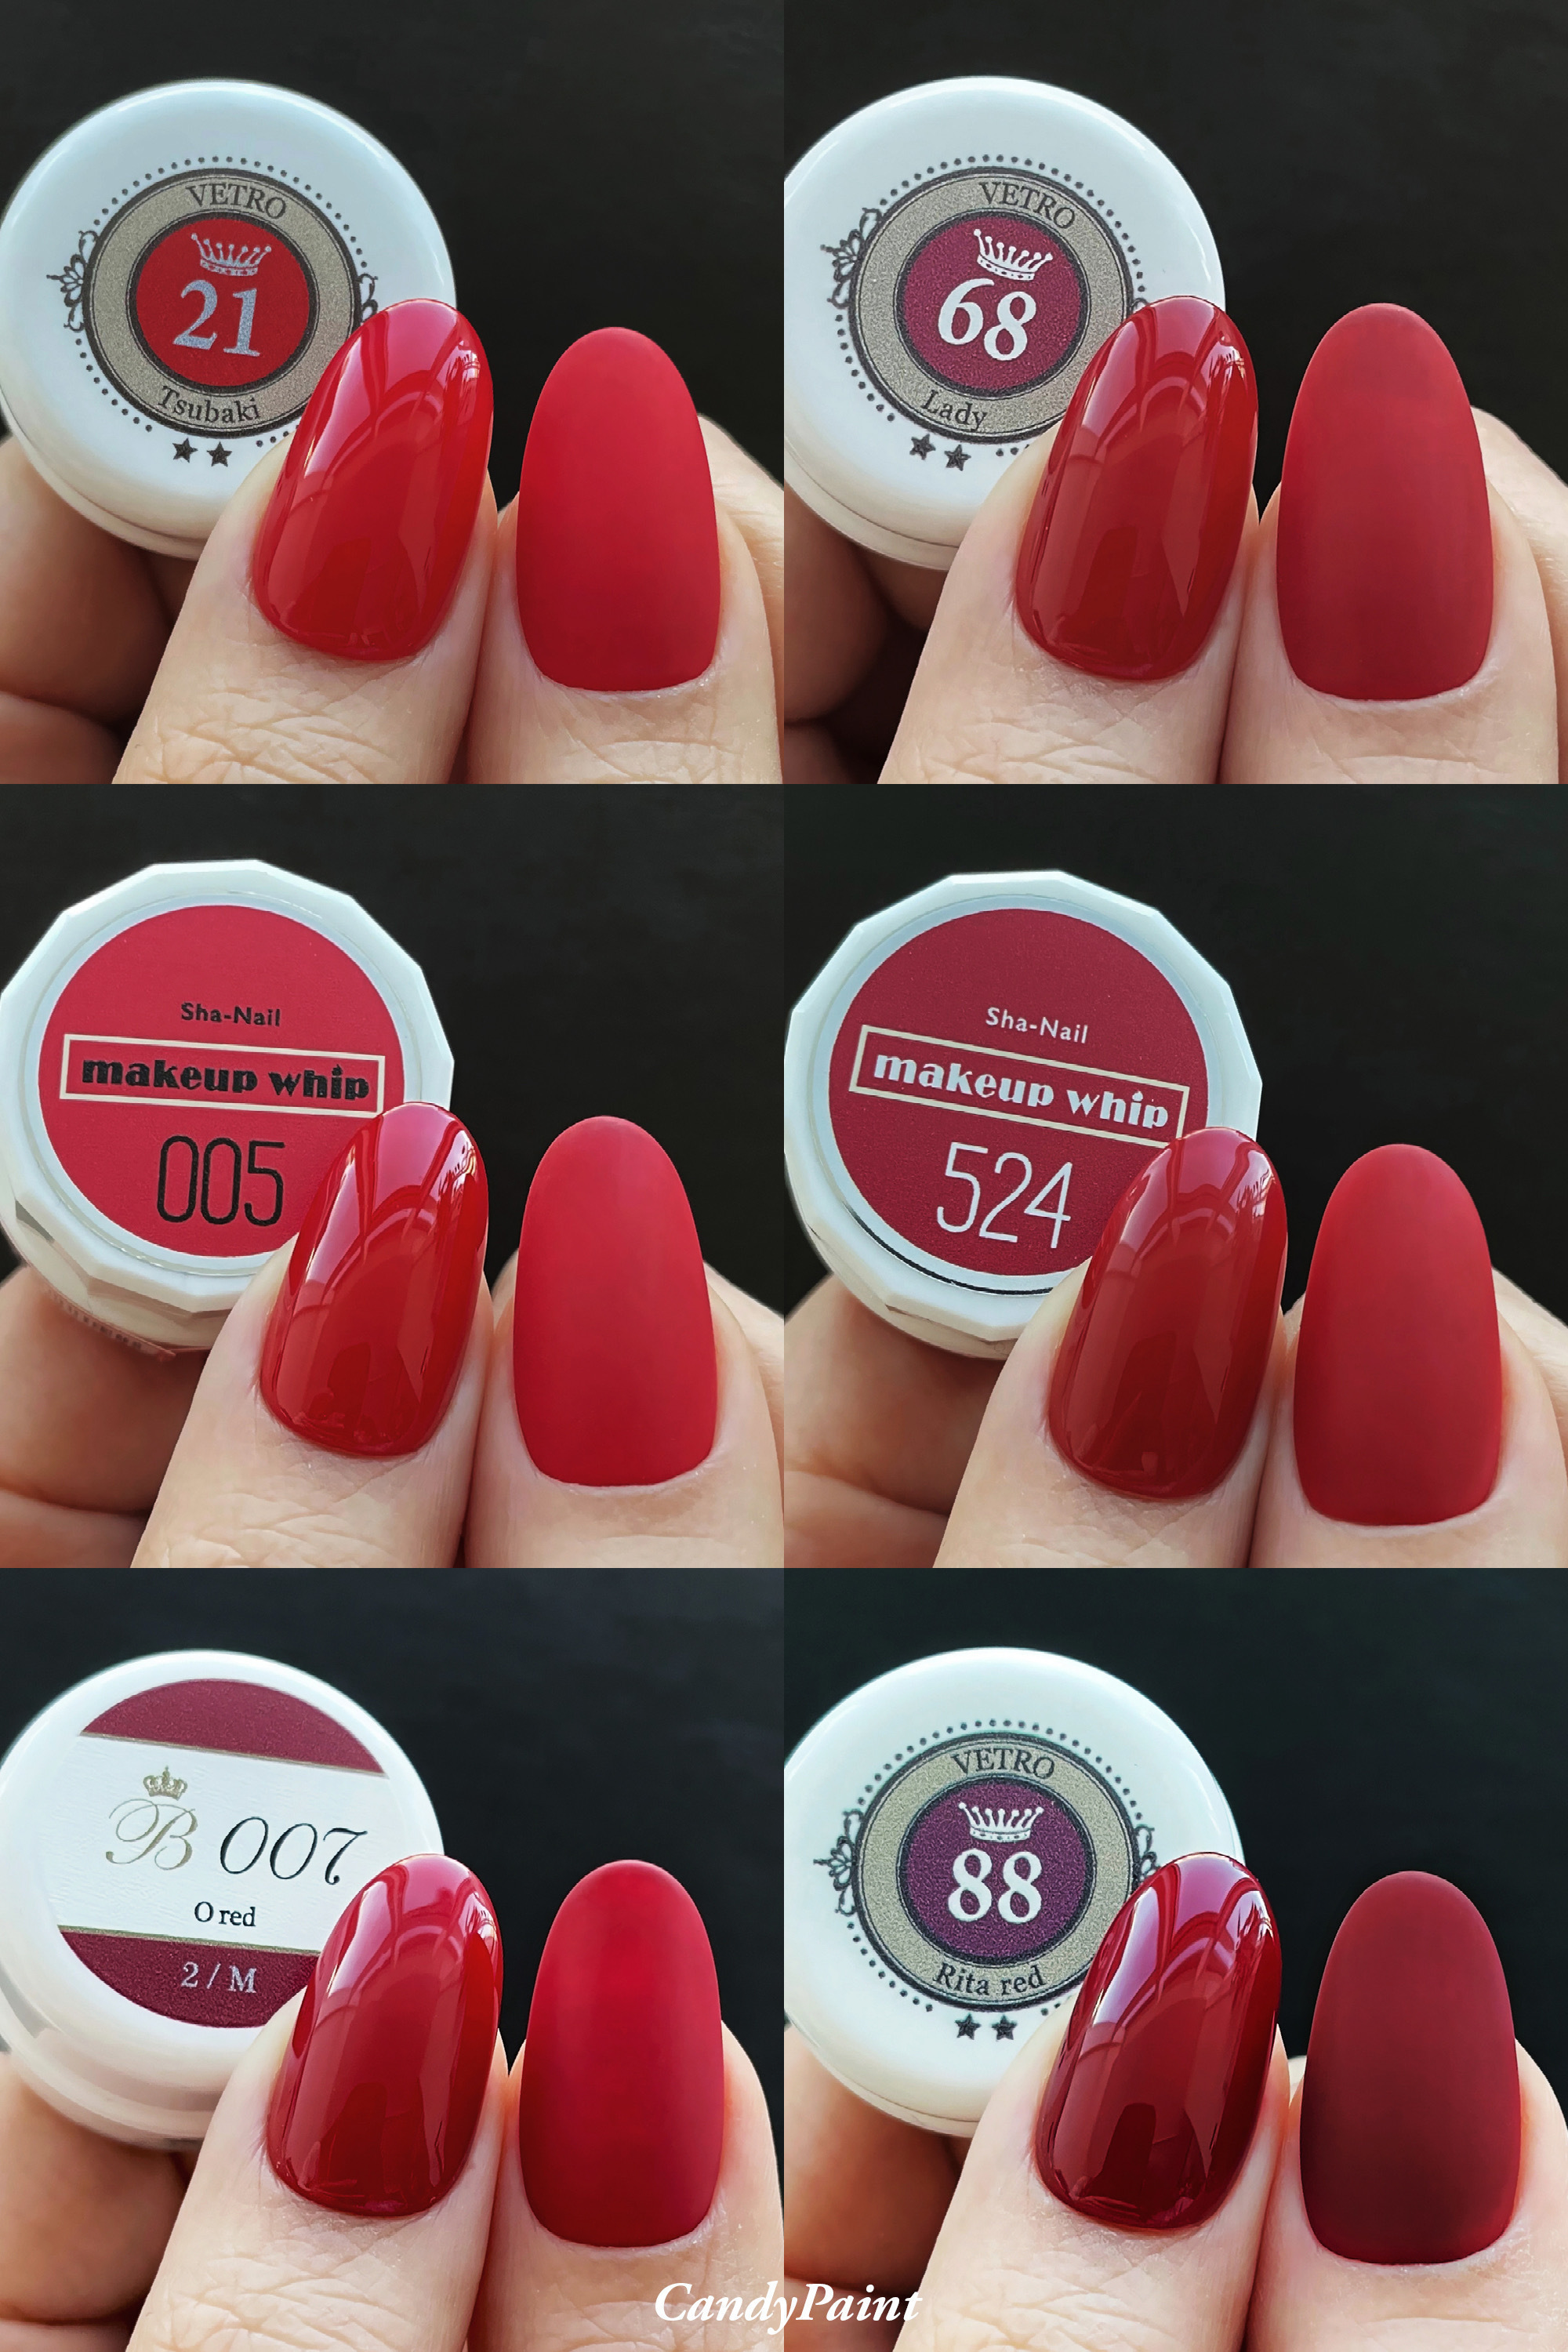 VETRO
21
Tsubaki
VETRO
68
Lady
Sha-Nail
makeup whip
005
Sha-Nail
makeup whip
524
B 007
O red
2 / M
VETRO
88
Rita red
CandyPaint